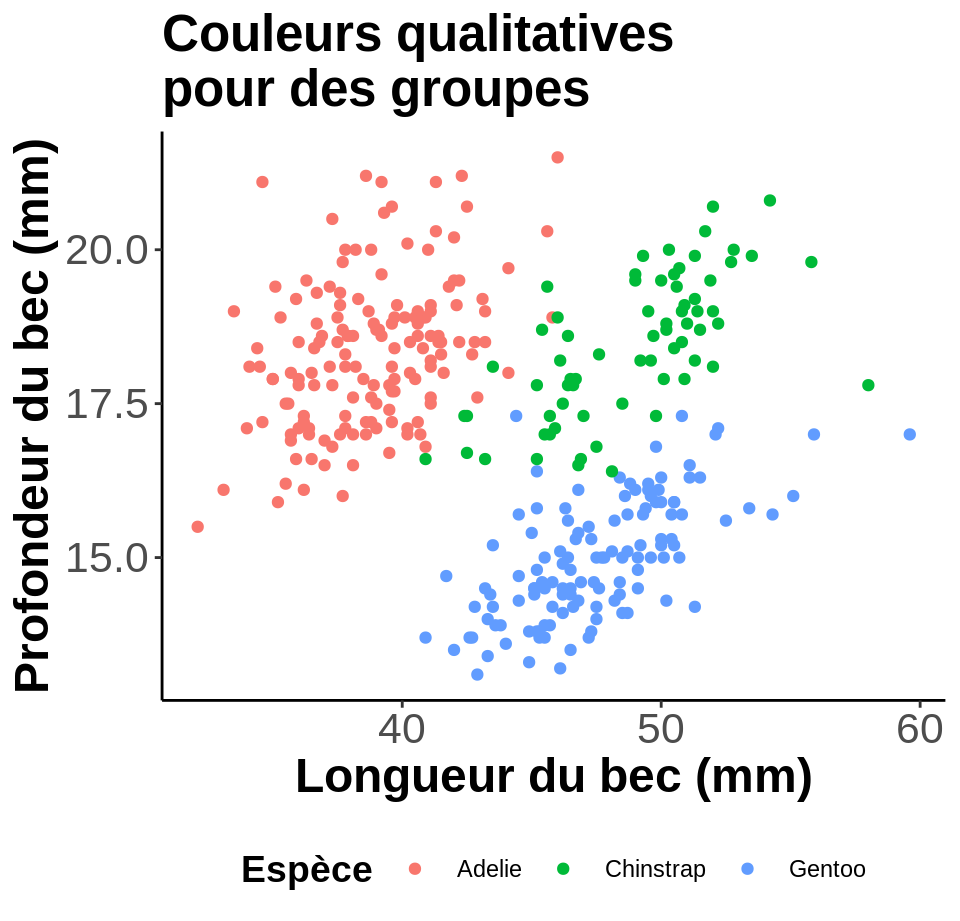 Couleurs qualitatives
pour des groupes
Profondeur du bec (mm)
20.0
17.5
15.0
40 50 60
Longueur du bec (mm)
Espèce Adelie Chinstrap Gentoo